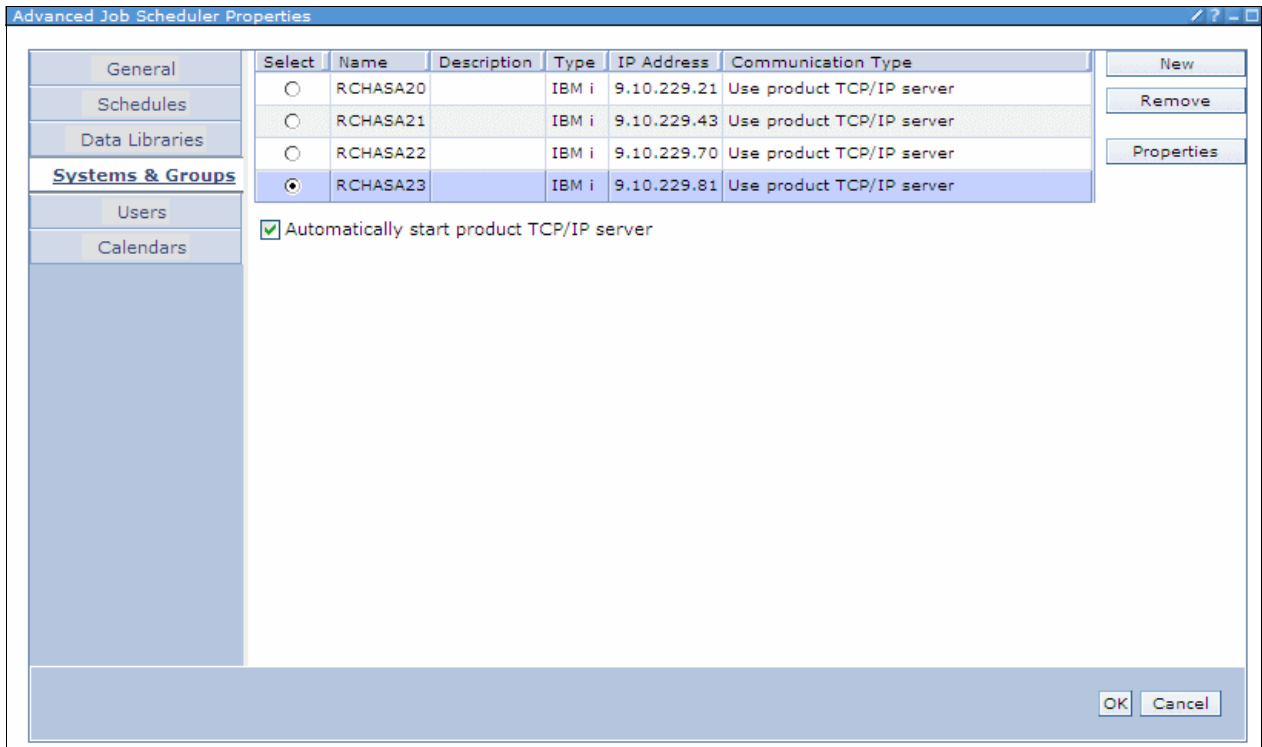 Advanced Job Scheduler Properties
General
Schedules
Data Libraries
Systems & Groups
Users
Calendars
Select Name Description Type IP Address Communication Type
RCHASA20 IBM i 9.10.229.21 Use product TCP/IP server
RCHASA21 IBM i 9.10.229.43 Use product TCP/IP server
RCHASA22 IBM i 9.10.229.70 Use product TCP/IP server
RCHASA23 IBM i 9.10.229.81 Use product TCP/IP server
Automatically start product TCP/IP server
New
Remove
Properties
OK Cancel